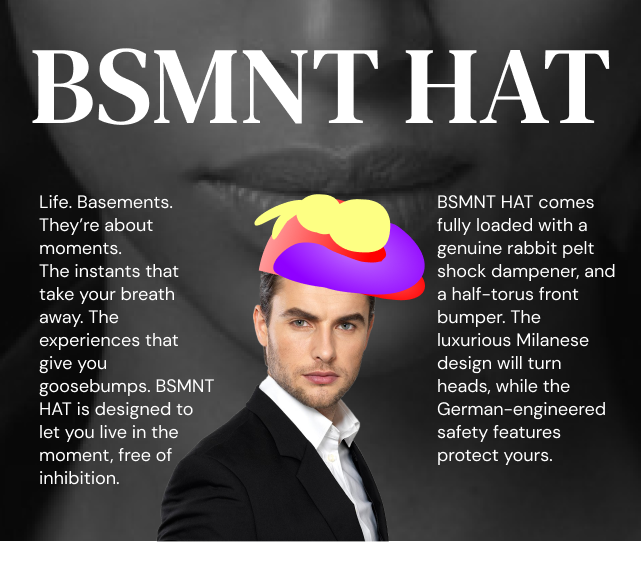 BSMNT HAT
Life. Basements.
They’re about
moments.
The instants that
take your breath
away. The
experiences that
give you
goosebumps. BSMNT
HAT is designed to
let you live in the
moment, free of
inhibition.
BSMNT HAT comes
fully loaded with a
genuine rabbit pelt
shock dampener, and
a half-torus front
bumper. The
luxurious Milanese
design will turn
heads, while the
German-engineered
safety features
protect yours.